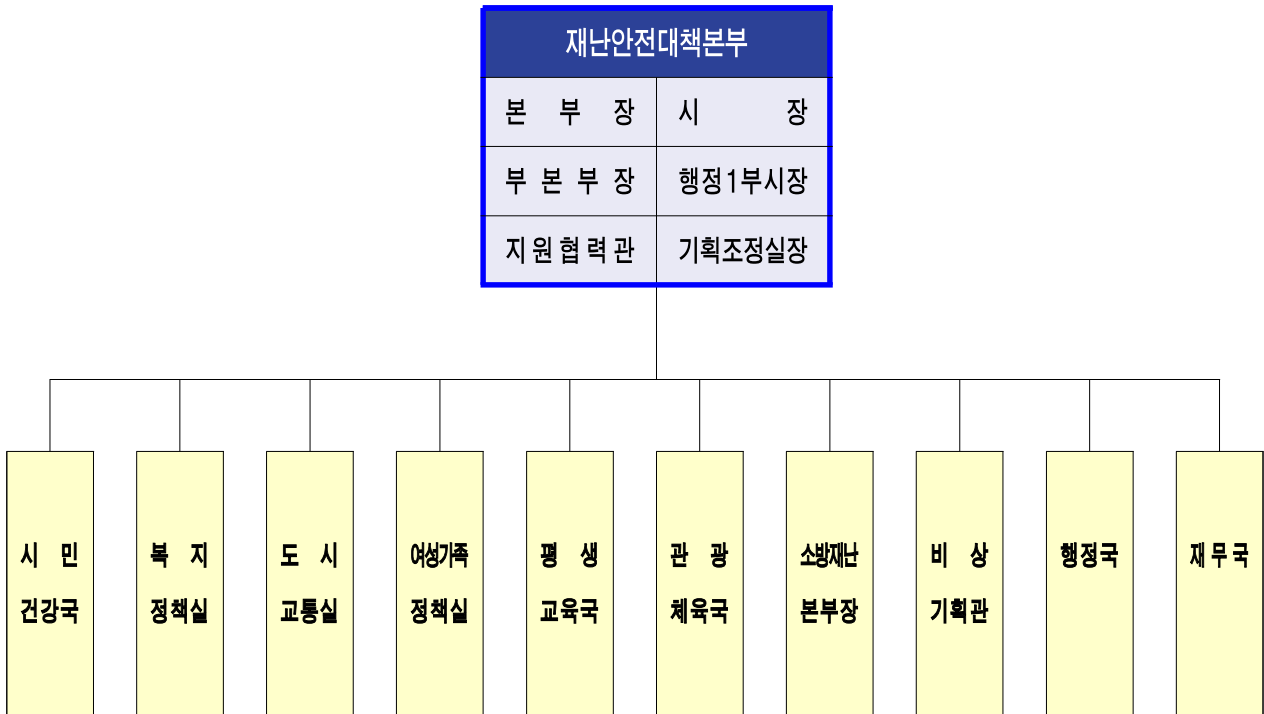 재난안전대책본부
본 부 장 시 장
부 본 부 장 행정1부시장
지원협력관 기획조정실장
시 민
건강국
복 지
정책실
도 시
교통실
여성가족
정책실
평 생
교육국
관 광
체육국
소방재난
본부장
비 상
기획관
행정국
재무국